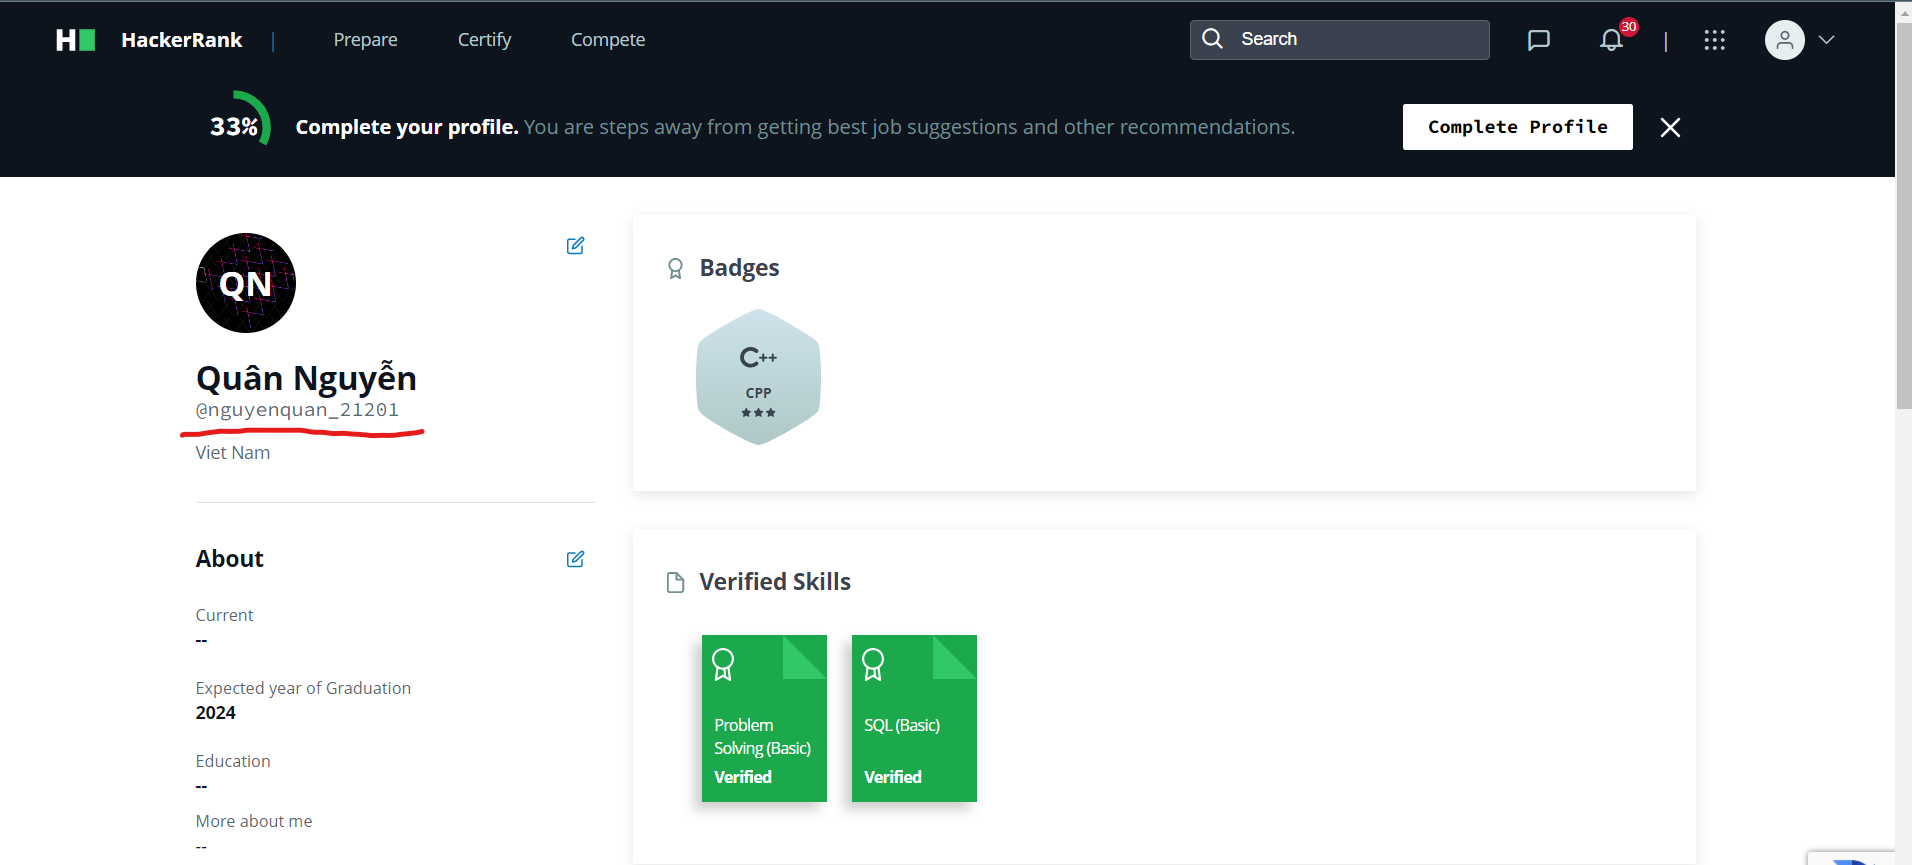 H HackerRank | Prepare Certify Compete Search 30 |
33% Complete your profile. You are steps away from getting best job suggestions and other recommendations. Complete Profile
QN
Quân Nguyễn
@nguyenquan_21201
Viet Nam
About
Current
--
Expected year of Graduation
2024
Education
--
More about me
--
Badges
C++
CPP
Verified Skills
Problem
Solving (Basic)
Verified
SQL (Basic)
Verified